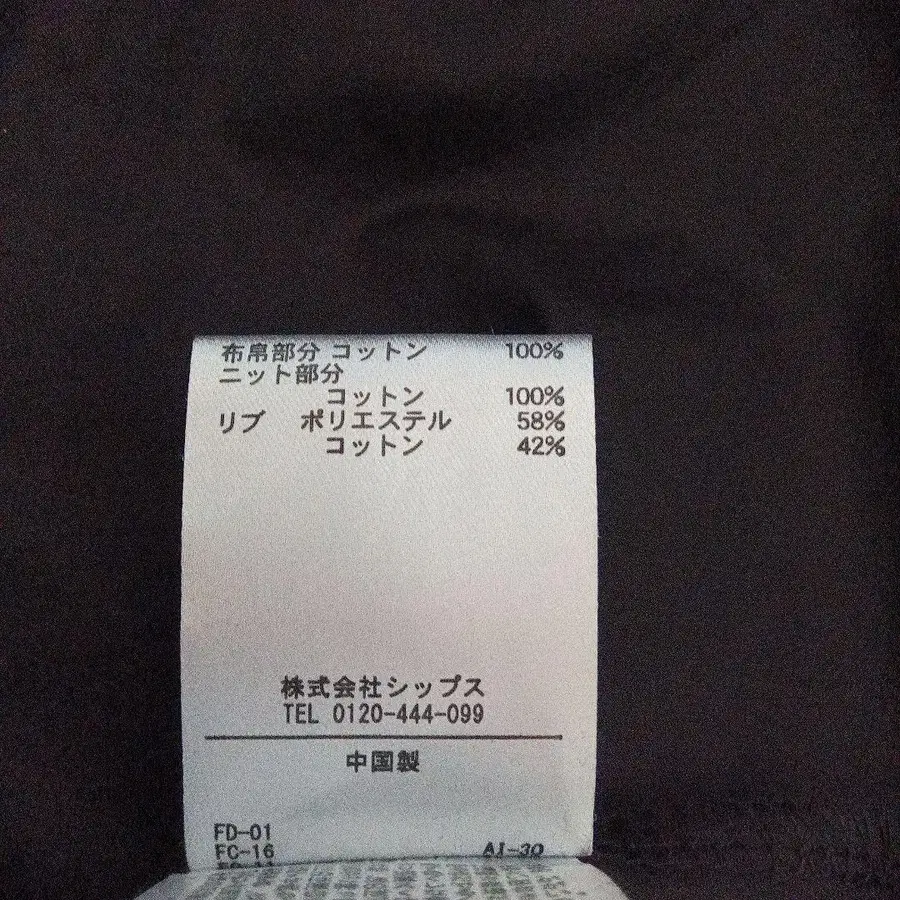 布帛部分 コットン 100%
ニット部分
コットン 100%
リブ ポリエステル 58%
コットン 42%
株式会社シップス
TEL 0120-444-099
中国製
FD-01
FC-16 AI-30